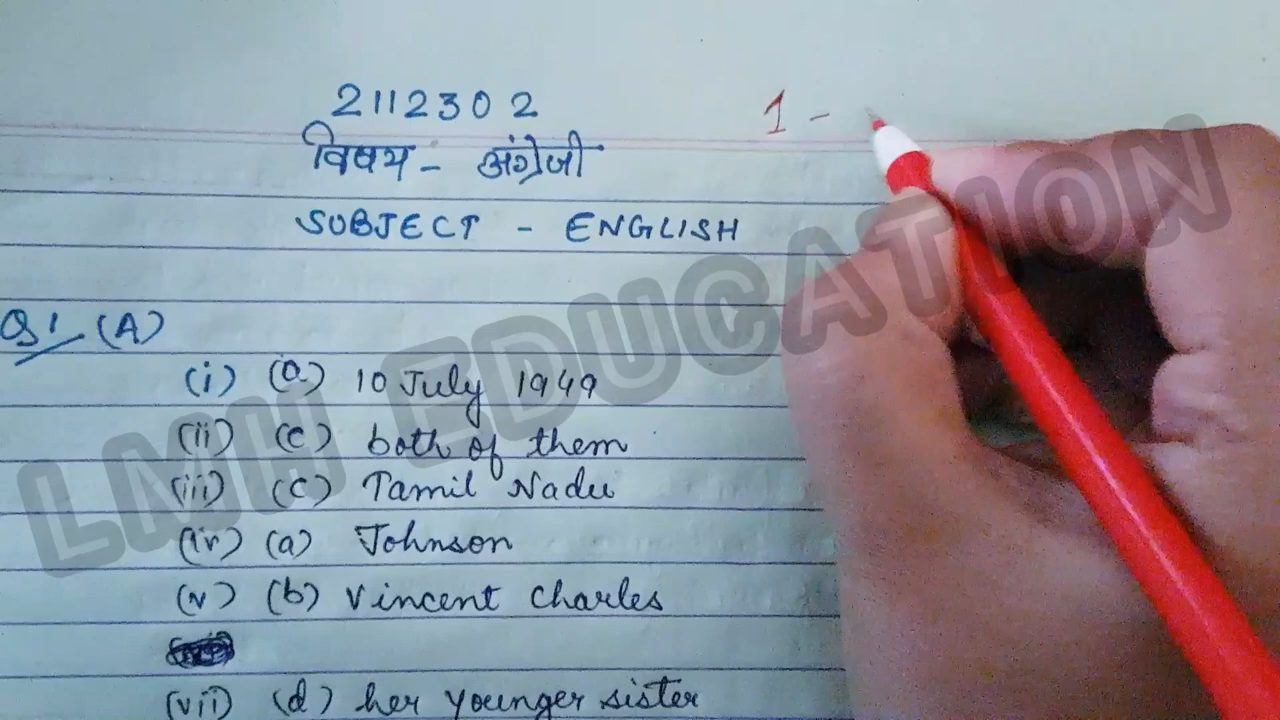 2112302
1 -
विषय - अंग्रेजी
SUBJECT - ENGLISH
Q1 (A)
(i) (a) 10 July 1949
(ii) (c) both of them
(iii) (c) Tamil Nadu
(iv) (a) Johnson
(v) (b) Vincent Charles
(vii) (d) her younger sister
LMH EDUCATION